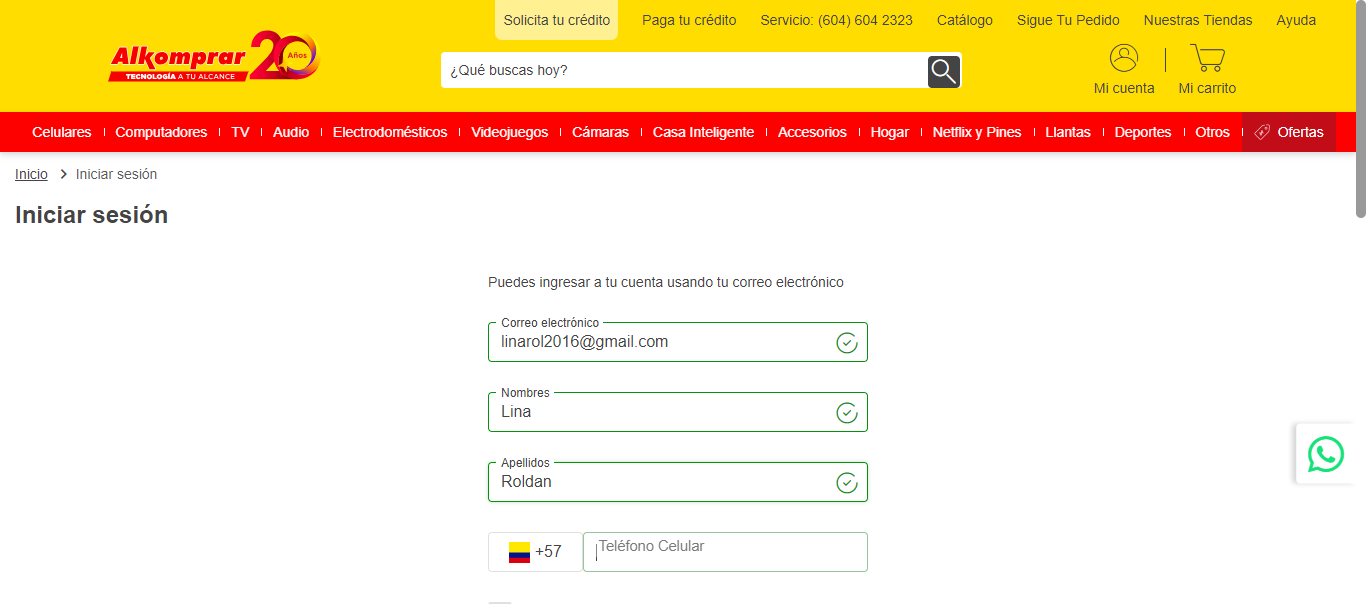 Solicita tu crédito Paga tu crédito Servicio: (604) 604 2323 Catálogo Sigue Tu Pedido Nuestras Tiendas Ayuda
Alkomprar 20 Años
TECNOLOGÍA A TU ALCANCE
¿Qué buscas hoy?
Mi cuenta Mi carrito
Celulares Computadores TV Audio Electrodomésticos Videojuegos Cámaras Casa Inteligente Accesorios Hogar Netflix y Pines Llantas Deportes Otros Ofertas
Inicio > Iniciar sesión
Iniciar sesión
Puedes ingresar a tu cuenta usando tu correo electrónico
Correo electrónico
linarol2016@gmail.com
Nombres
Lina
Apellidos
Roldan
+57 Teléfono Celular